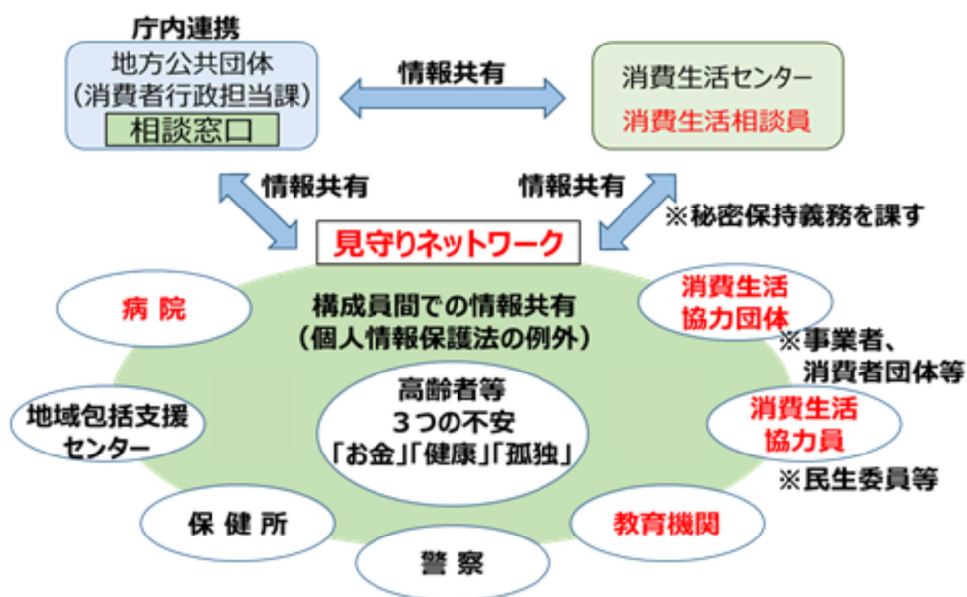 庁内連携
地方公共団体
（消費者行政担当課）
相談窓口
情報共有
消費生活センター
消費生活相談員
情報共有
情報共有
※秘密保持義務を課す
見守りネットワーク
構成員間での情報共有
（個人情報保護法の例外）
病院
消費生活
協力団体
※事業者、
消費者団体等
高齢者等
３つの不安
「お金」「健康」「孤独」
地域包括支援
センター
消費生活
協力員
※民生委員等
保健所
教育機関
警察